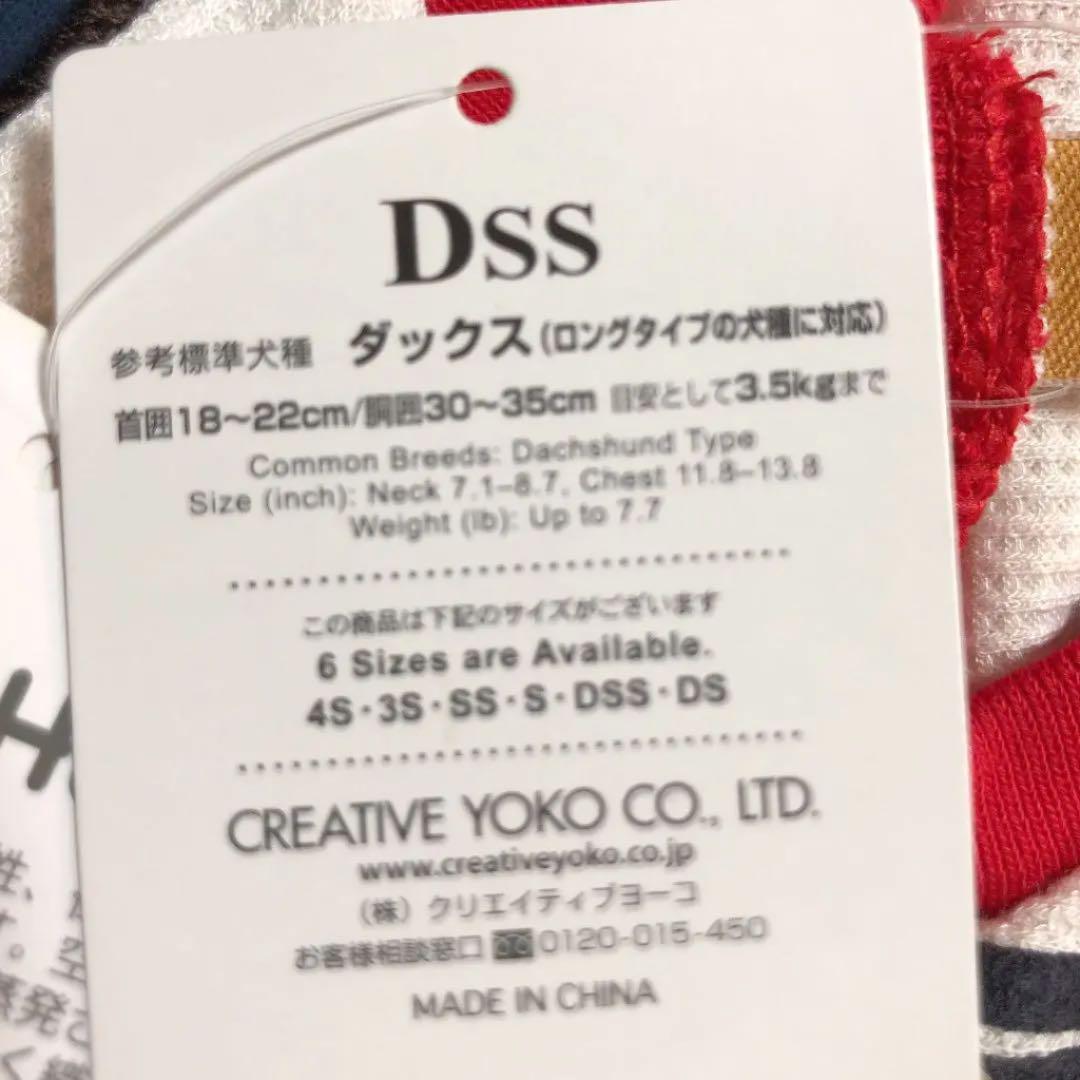 DSS
参考標準犬種 ダックス(ロングタイプの犬種に対応)
首囲18～22cm/胴囲30～35cm 目安として3.5kgまで
Common Breeds: Dachshund Type
Size (inch): Neck 7.1–8.7, Chest 11.8–13.8
Weight (lb): Up to 7.7
この商品は下記のサイズがございます
6 Sizes are Available.
4S・3S・SS・S・DSS・DS
CREATIVE YOKO CO., LTD.
www.creativeyoko.co.jp
（株）クリエイティブヨーコ
お客様相談窓口 0120-015-450
MADE IN CHINA
H
性、
蒸発